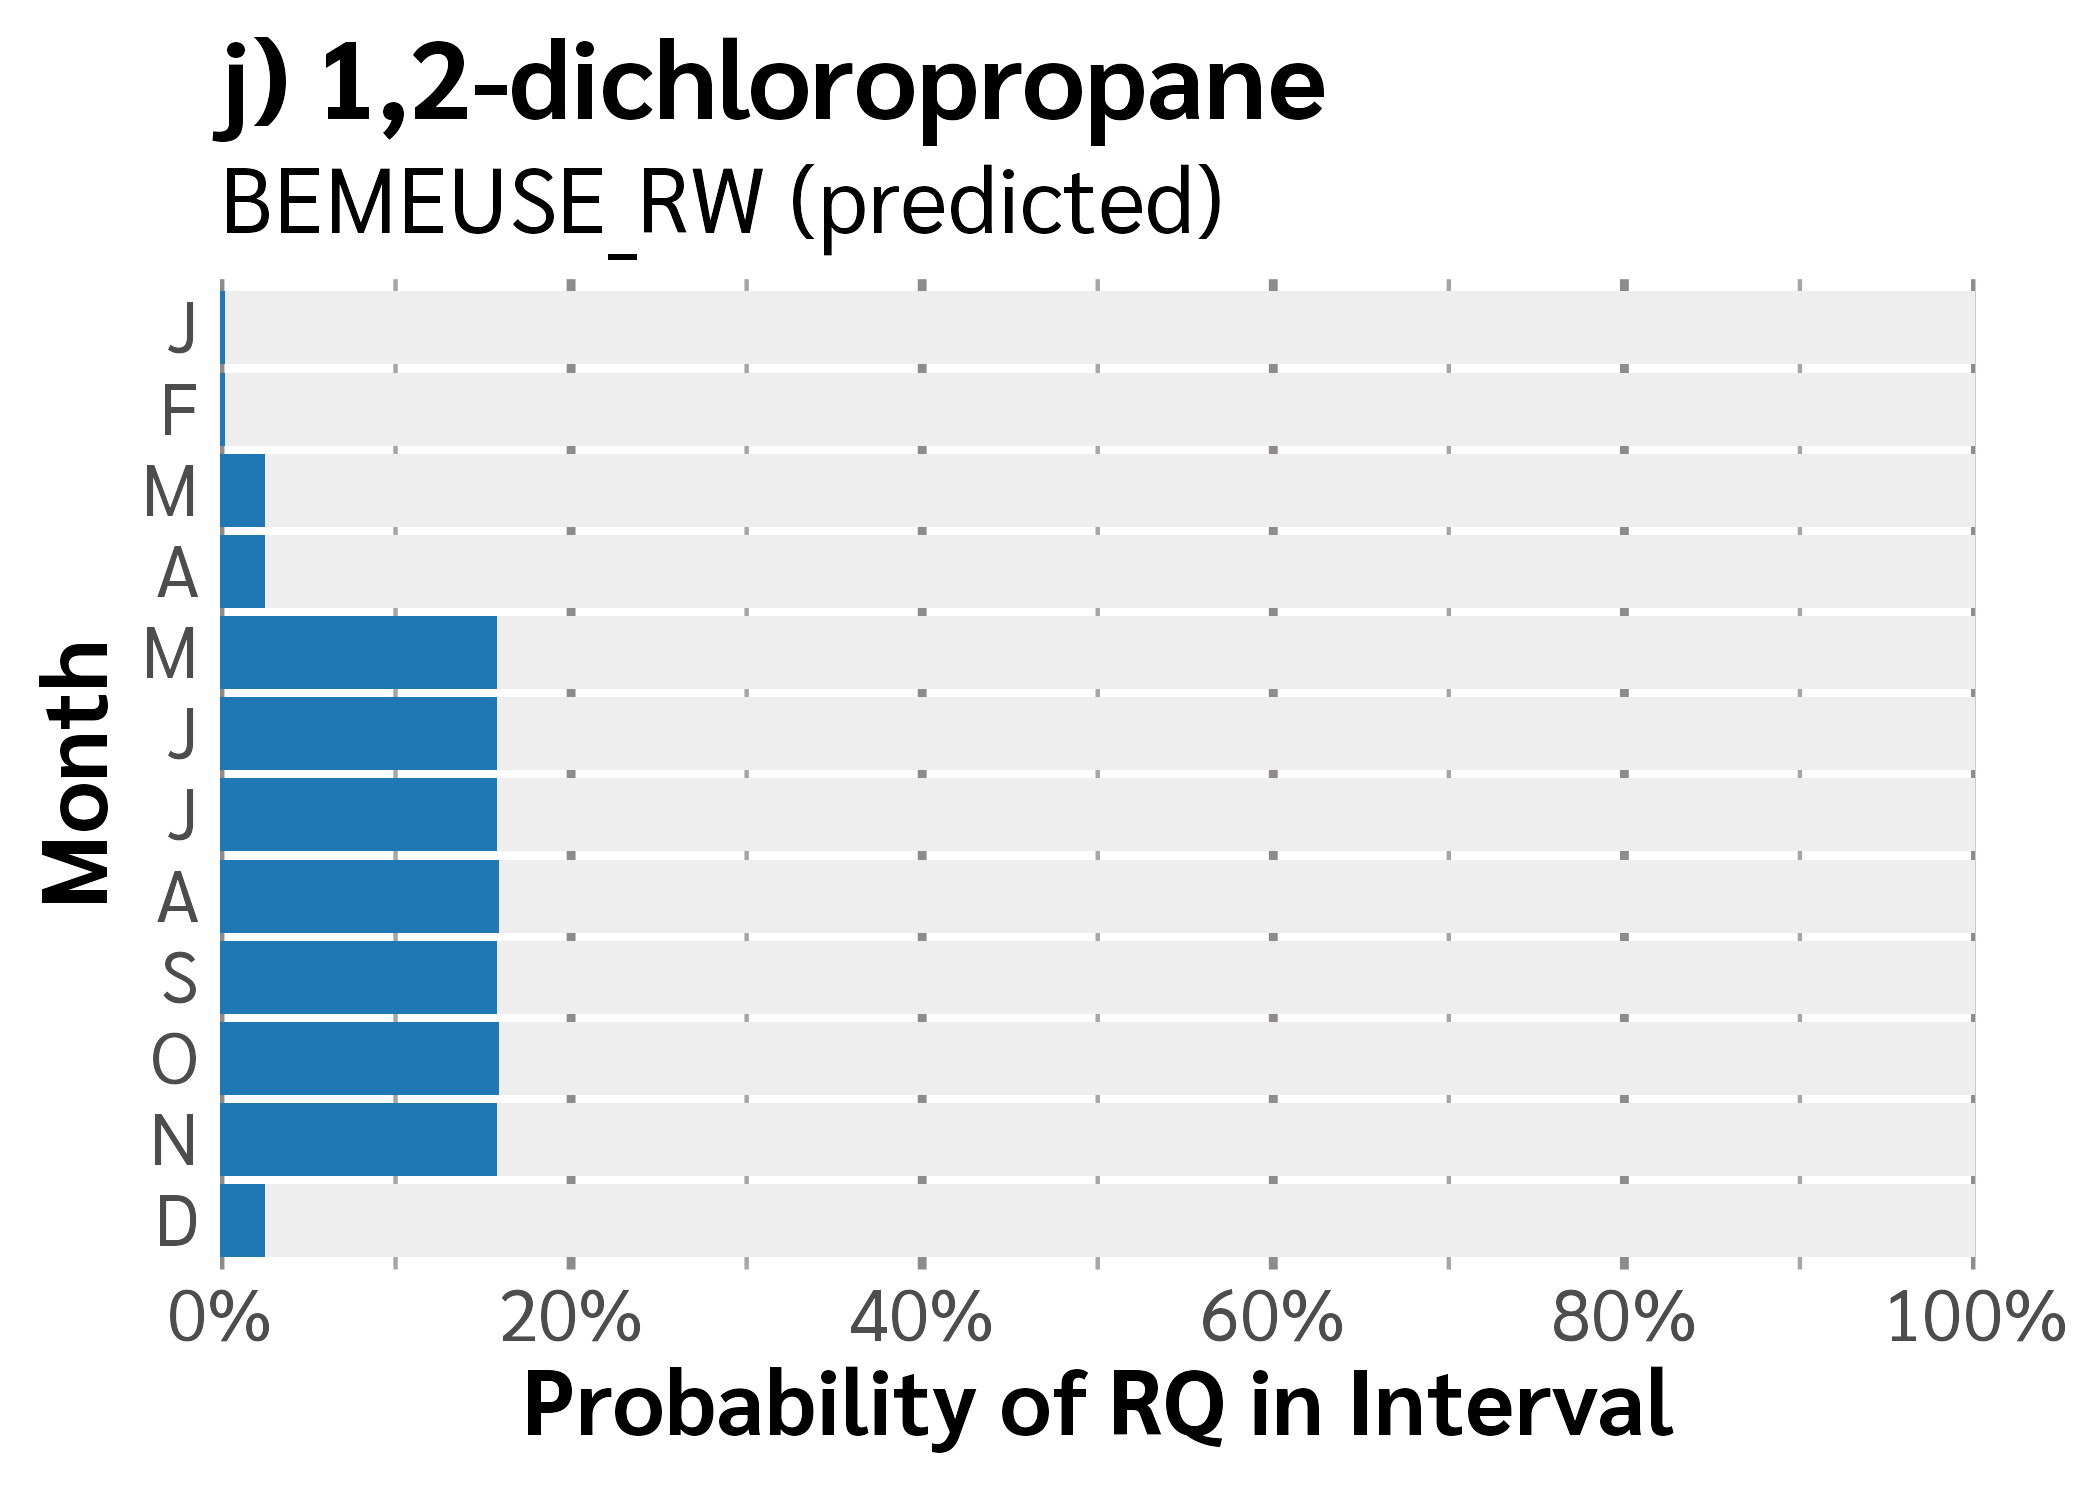 j) 1,2-dichloropropane
BEMEUSE_RW (predicted)
Month
J
F
M
A
M
J
J
A
S
O
N
D
0% 20% 40% 60% 80% 100%
Probability of RQ in Interval